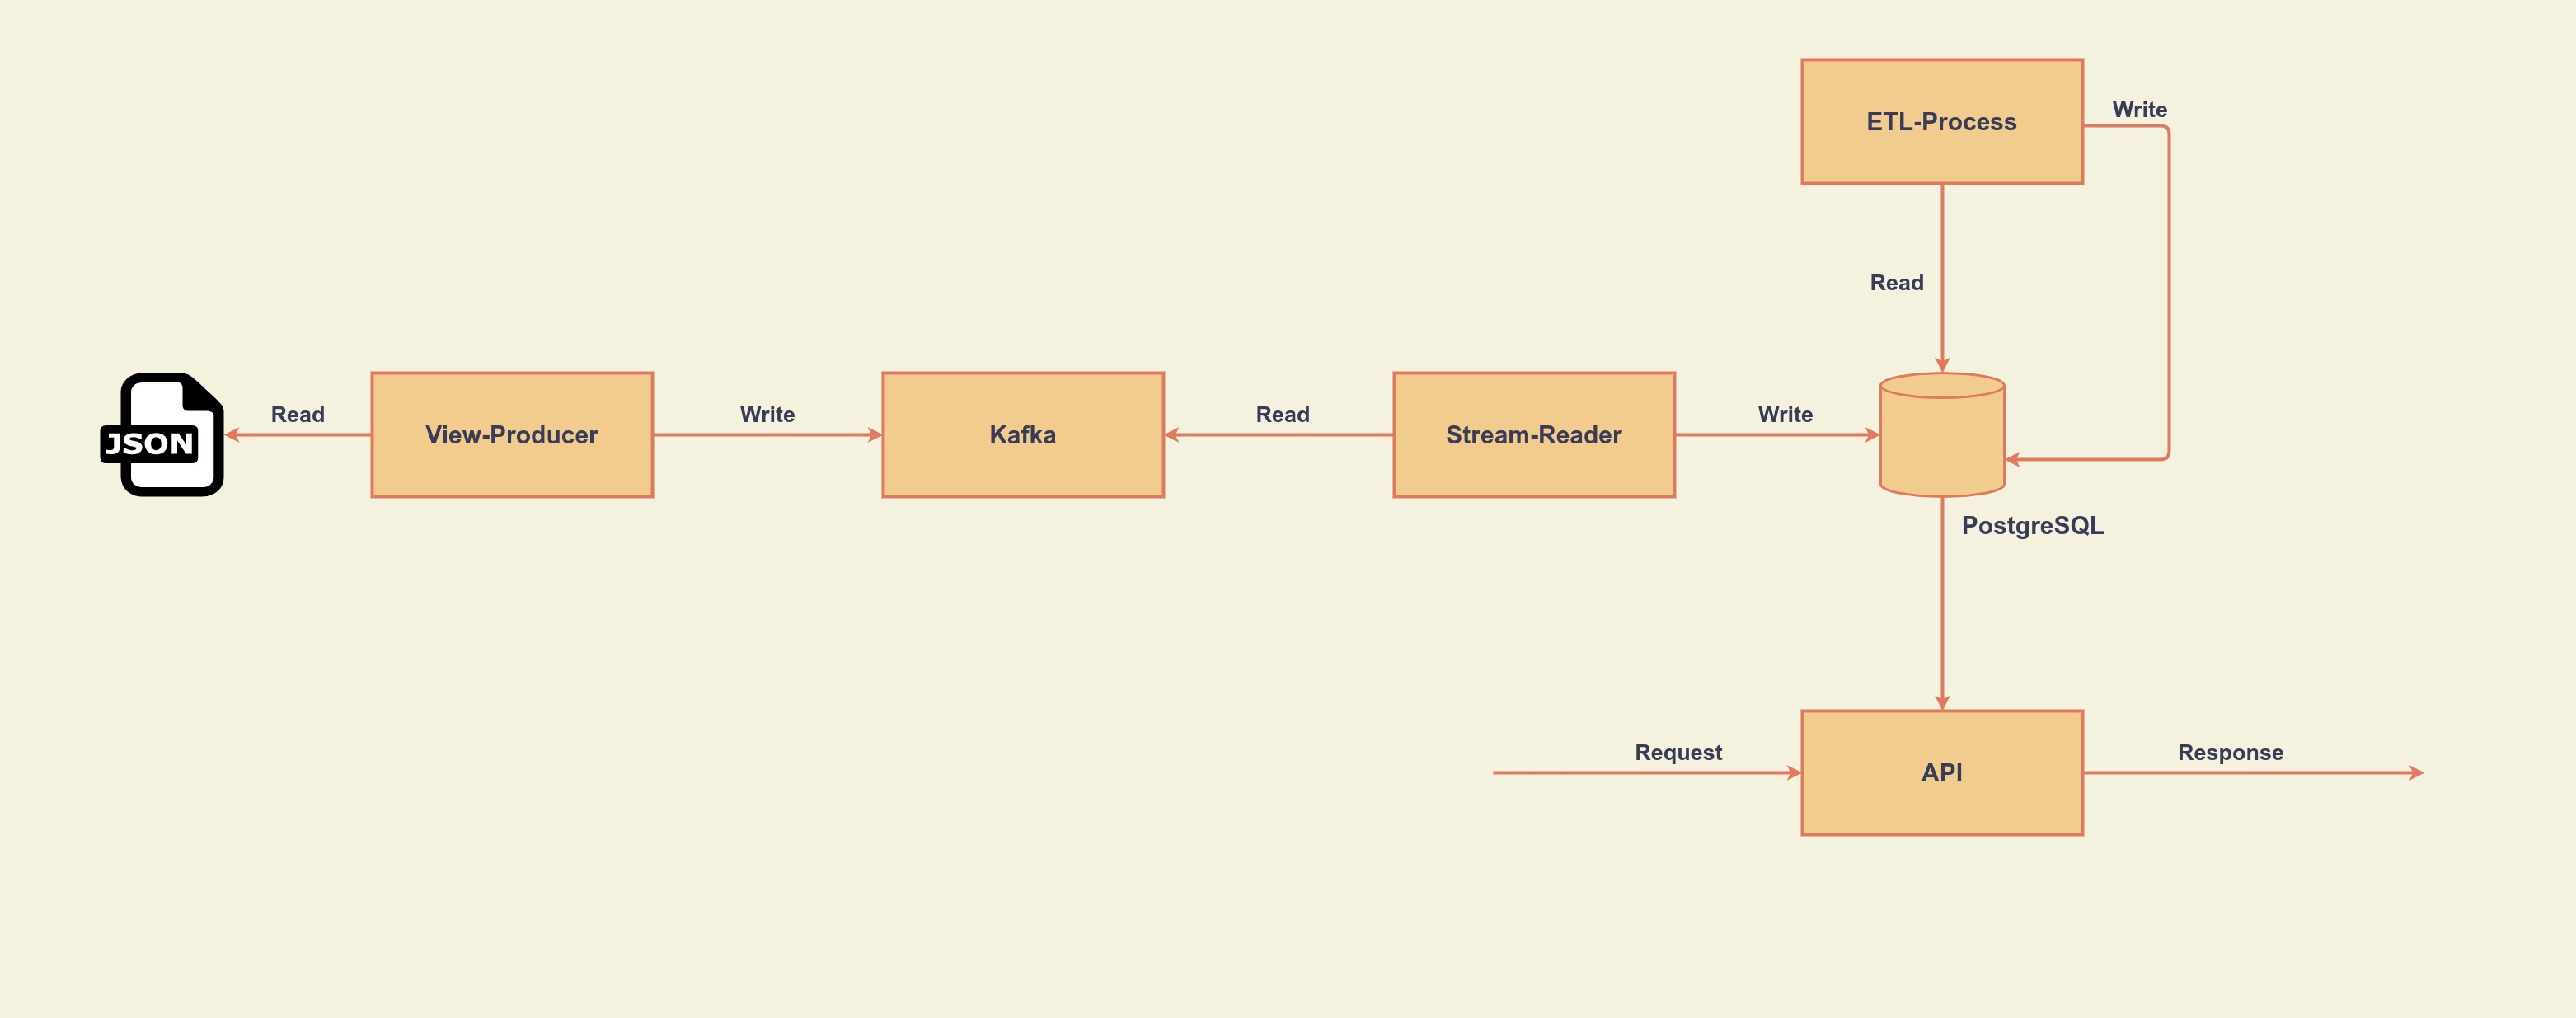 ETL-Process
Write
Read
JSON
Read
View-Producer
Write
Kafka
Read
Stream-Reader
Write
PostgreSQL
Request
API
Response